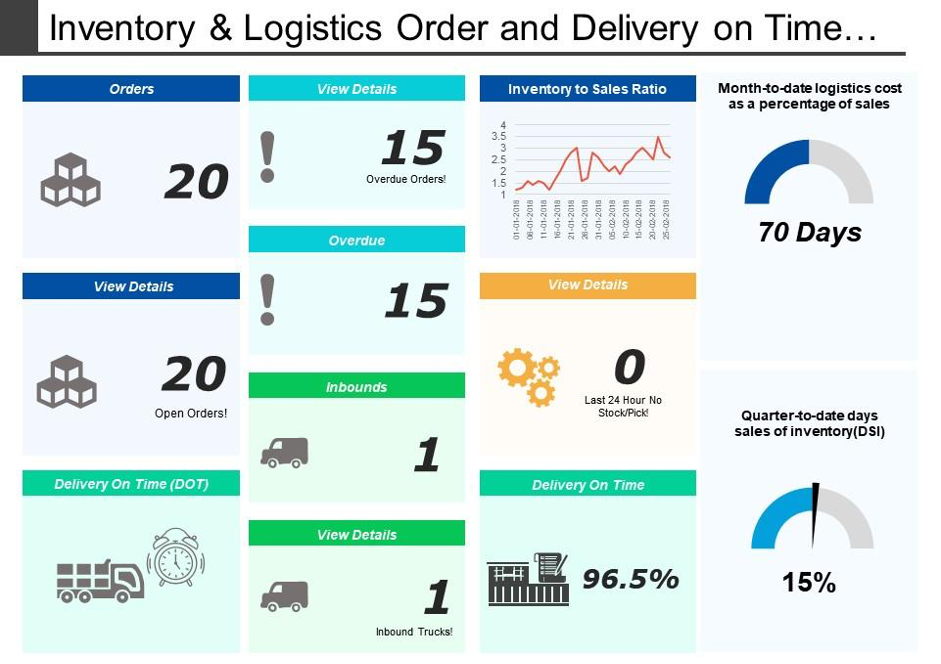 Inventory & Logistics Order and Delivery on Time…
Orders
20
View Details
20
Open Orders!
Delivery On Time (DOT)
View Details
15
Overdue Orders!
Overdue
15
Inbounds
1
View Details
1
Inbound Trucks!
Inventory to Sales Ratio
4
3.5
3
2.5
2
1.5
1
01-01-2018
06-01-2018
11-01-2018
16-01-2018
21-01-2018
26-01-2018
31-01-2018
05-02-2018
10-02-2018
15-02-2018
20-02-2018
25-02-2018
View Details
0
Last 24 Hour No
Stock/Pick!
Delivery On Time
96.5%
Month-to-date logistics cost
as a percentage of sales
70 Days
Quarter-to-date days
sales of inventory(DSI)
15%